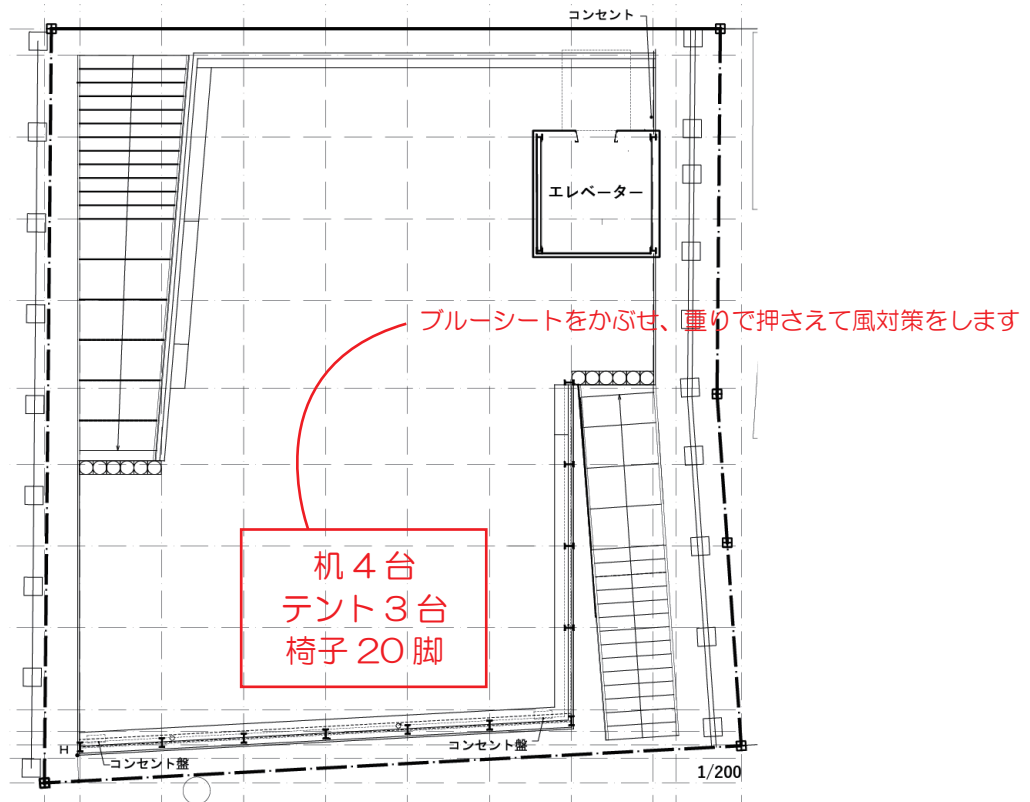 コンセント
エレベーター
ブルーシートをかぶせ、重りで押さえて風対策をします
机４台
テント３台
椅子 20 脚
H
コンセント盤
コンセント盤
1/200